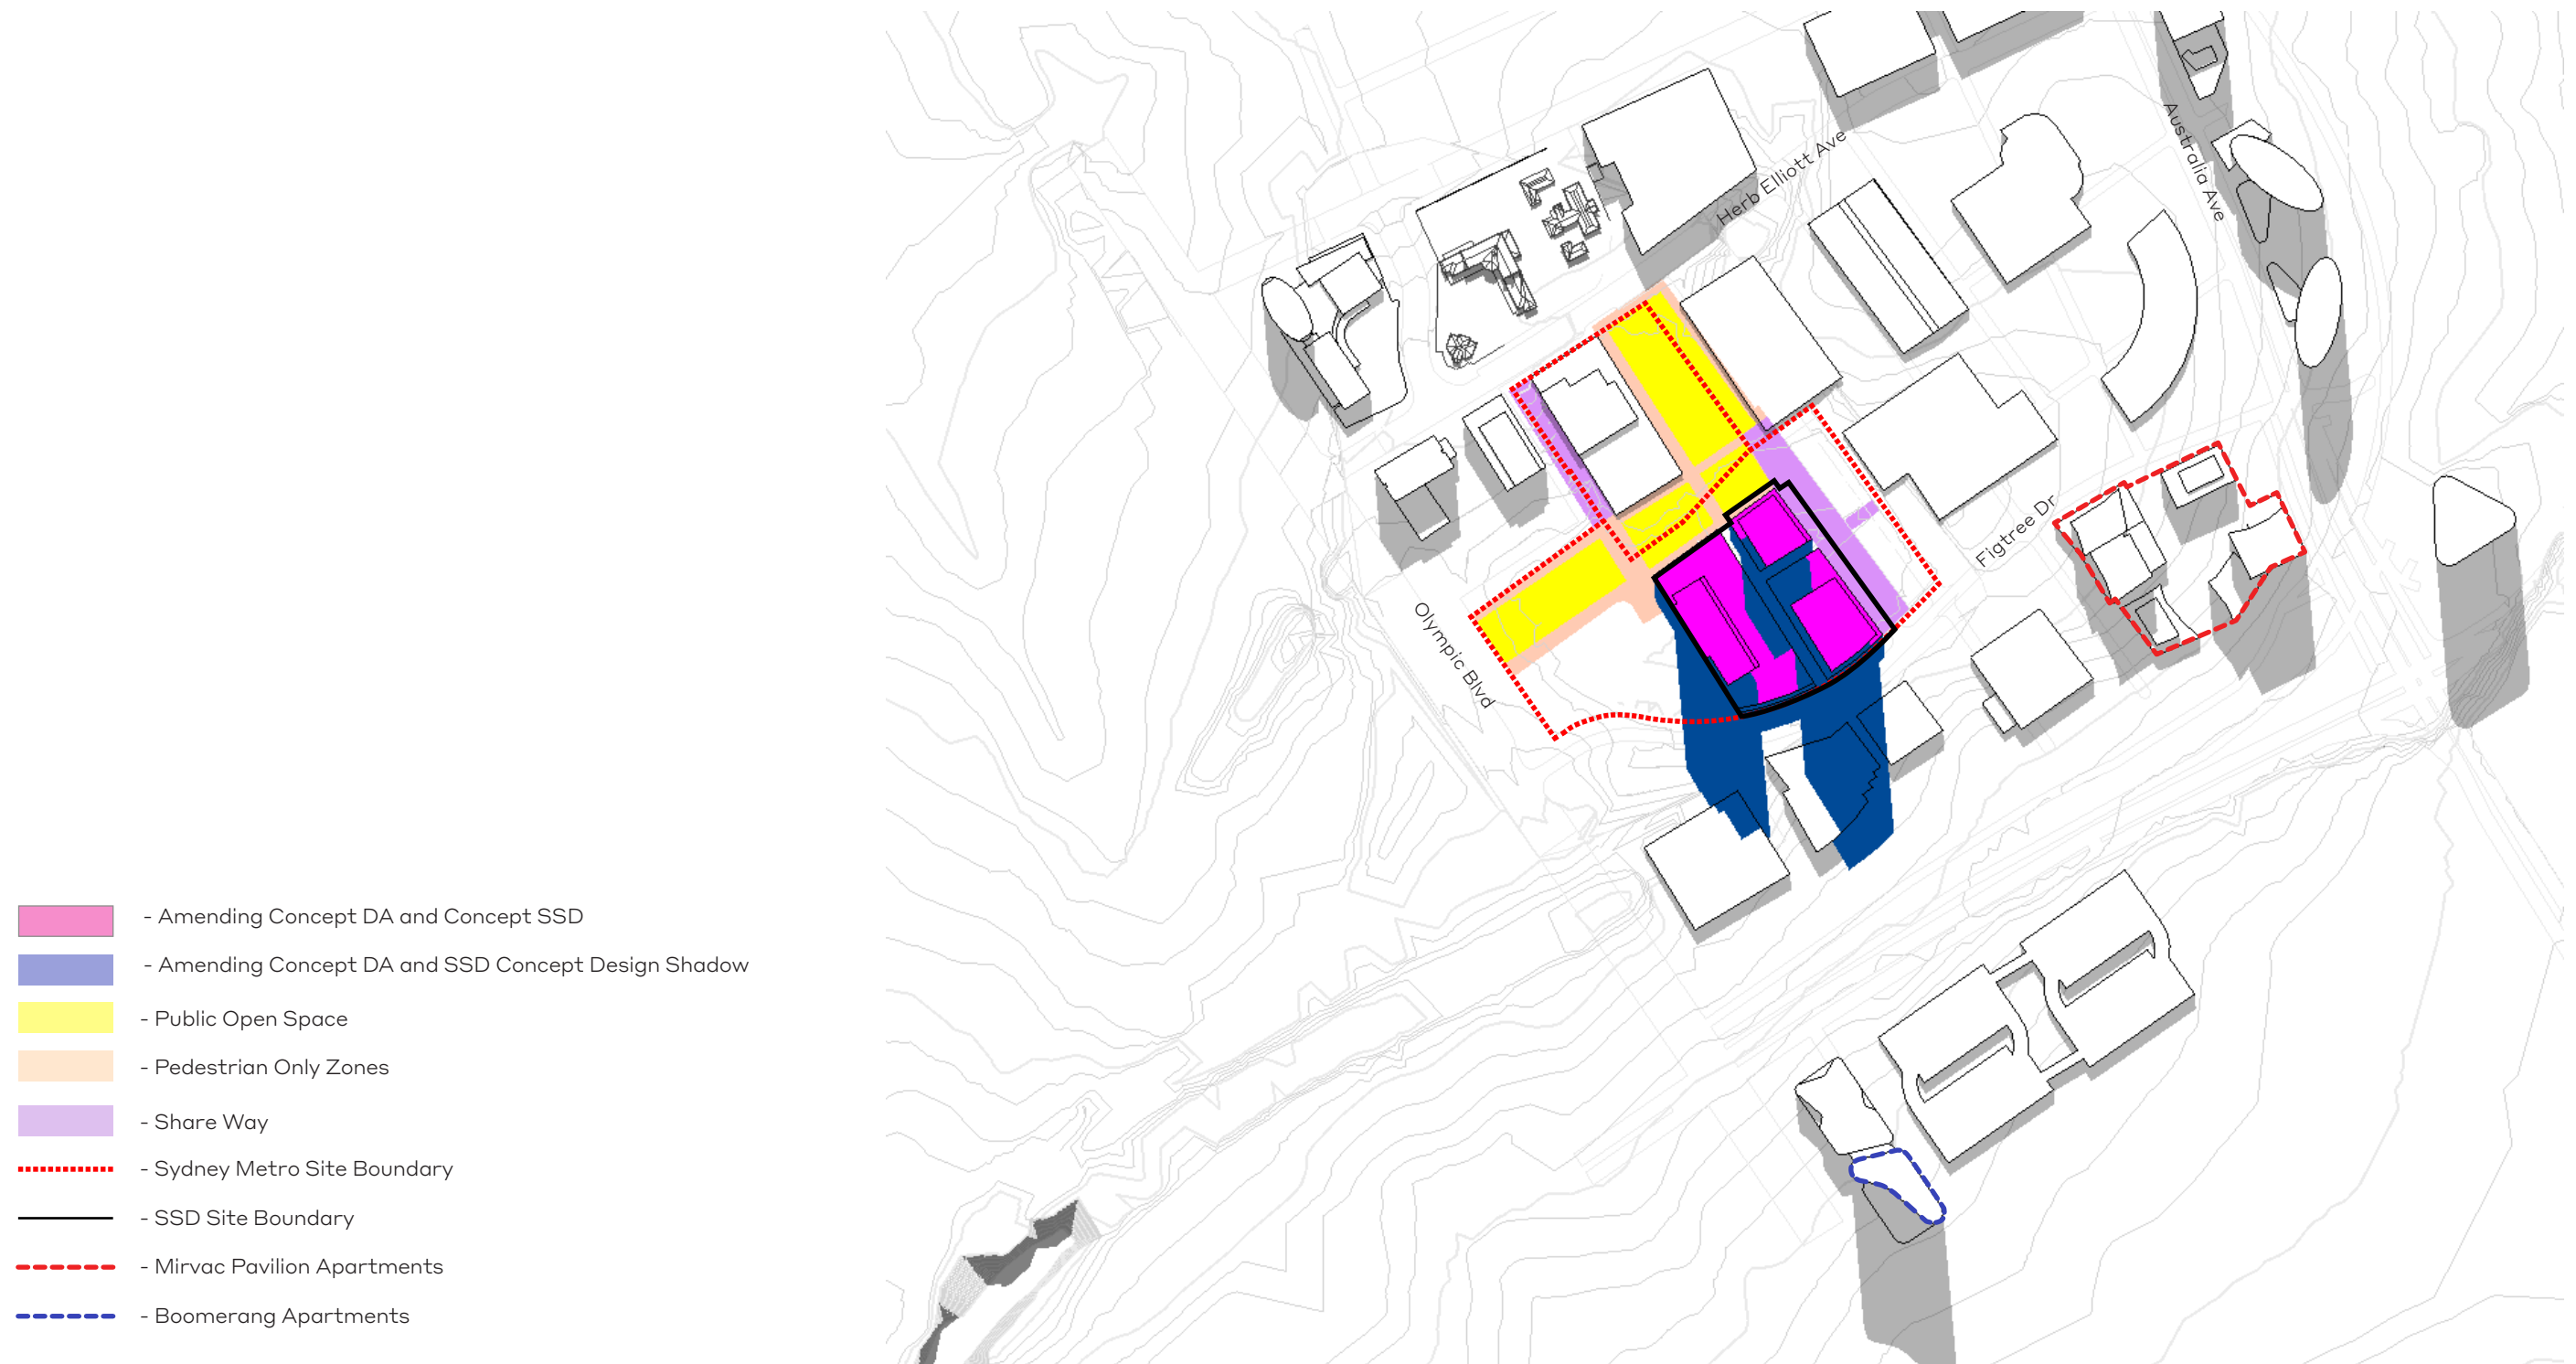 Herb Elliott Ave
Australia Ave
Figtree Dr
Olympic Blvd
- Amending Concept DA and Concept SSD
- Amending Concept DA and SSD Concept Design Shadow
- Public Open Space
- Pedestrian Only Zones
- Share Way
- Sydney Metro Site Boundary
- SSD Site Boundary
- Mirvac Pavilion Apartments
- Boomerang Apartments